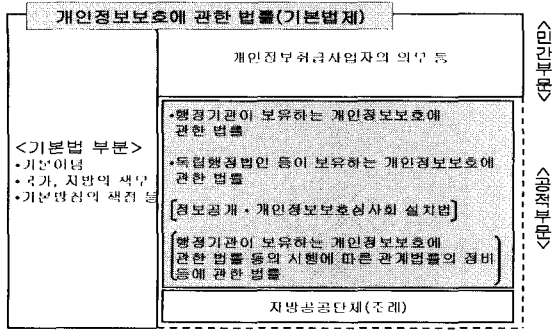 개인정보보호에 관한 법률(기본법제)
개인정보취급사업자의 의무 등
<민간부문>
•행정기관이 보유하는 개인정보보호에
관한 법률
<기본법 부분>
•기본이념
•국가, 지방의 책무
•기본방침의 책정 등
•독립행정법인 등이 보유하는 개인정보보호에
관한 법률
[정보공개・개인정보보호심사회 설치법]
행정기관이 보유하는 개인정보보호에
관한 법률 등의 시행에 따른 관계법률의 정비
등에 관한 법률
<공적부문>
지방공공단체(조례)